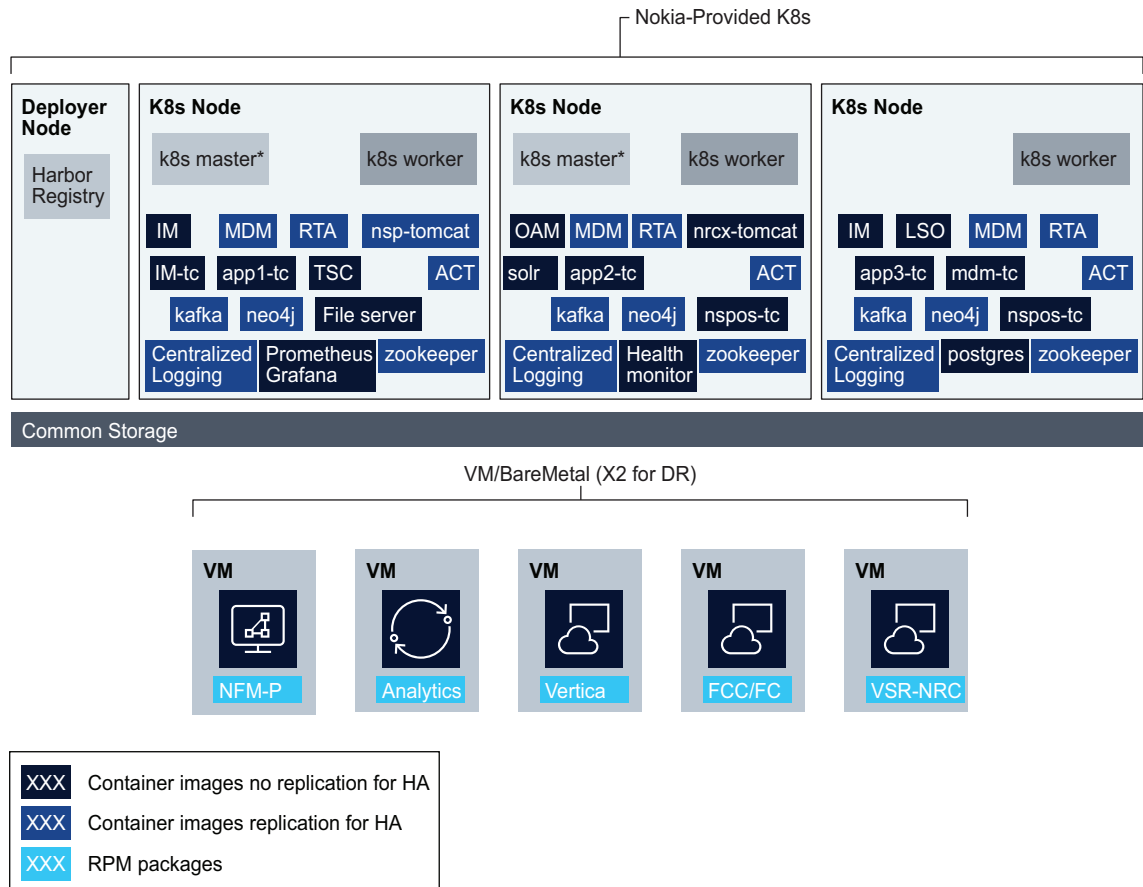 Nokia-Provided K8s
Deployer
Node
Harbor
Registry
K8s Node
k8s master*
k8s worker
IM
MDM
RTA
nsp-tomcat
IM-tc
app1-tc
TSC
ACT
kafka
neo4j
File server
Centralized
Logging
Prometheus
Grafana
zookeeper
K8s Node
k8s master*
k8s worker
OAM
MDM
RTA
nrcx-tomcat
solr
app2-tc
ACT
kafka
neo4j
nspos-tc
Centralized
Logging
Health
monitor
zookeeper
K8s Node
k8s worker
IM
LSO
MDM
RTA
app3-tc
mdm-tc
ACT
kafka
neo4j
nspos-tc
Centralized
Logging
postgres
zookeeper
Common Storage
VM/BareMetal (X2 for DR)
VM
NFM-P
VM
Analytics
VM
Vertica
VM
FCC/FC
VM
VSR-NRC
XXX Container images no replication for HA
XXX Container images replication for HA
XXX RPM packages